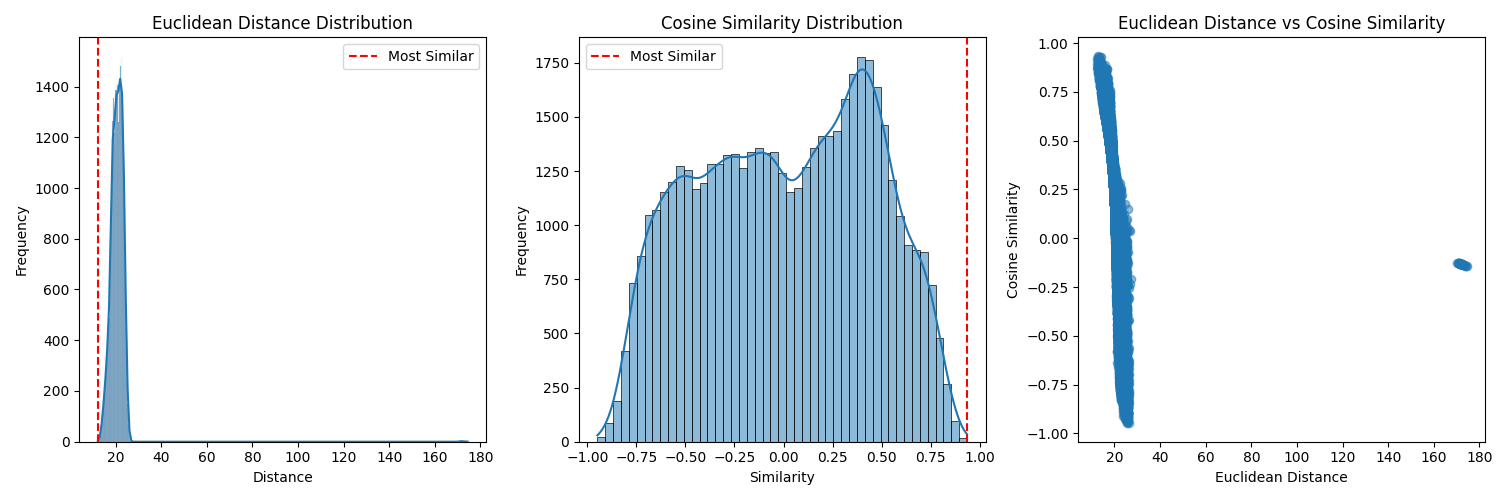 Euclidean Distance Distribution
Most Similar
1400
1200
1000
800
600
400
200
0
20 40 60 80 100 120 140 160 180
Frequency
Distance
Cosine Similarity Distribution
Most Similar
1750
1500
1250
1000
750
500
250
0
−1.00 −0.75 −0.50 −0.25 0.00 0.25 0.50 0.75 1.00
Frequency
Similarity
Euclidean Distance vs Cosine Similarity
1.00
0.75
0.50
0.25
0.00
−0.25
−0.50
−0.75
−1.00
20 40 60 80 100 120 140 160 180
Cosine Similarity
Euclidean Distance